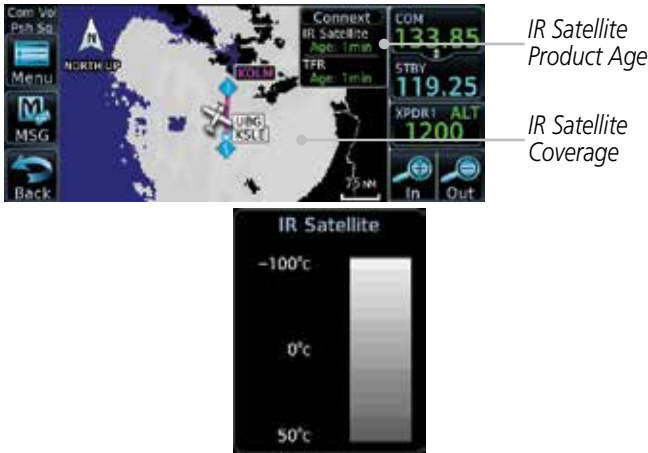 Com Vol
Psh Sq
Menu
MSG
Back
N
NORTH UP
KOLM
UBG
KSLE
Connext
IR Satellite
Age: 1min
TFR
Age: 1min
75 NM
COM
133.85
STBY
119.25
XPDR1 ALT
1200
In
Out
IR Satellite
Product Age
IR Satellite
Coverage
IR Satellite
-100°c
0°c
50°c